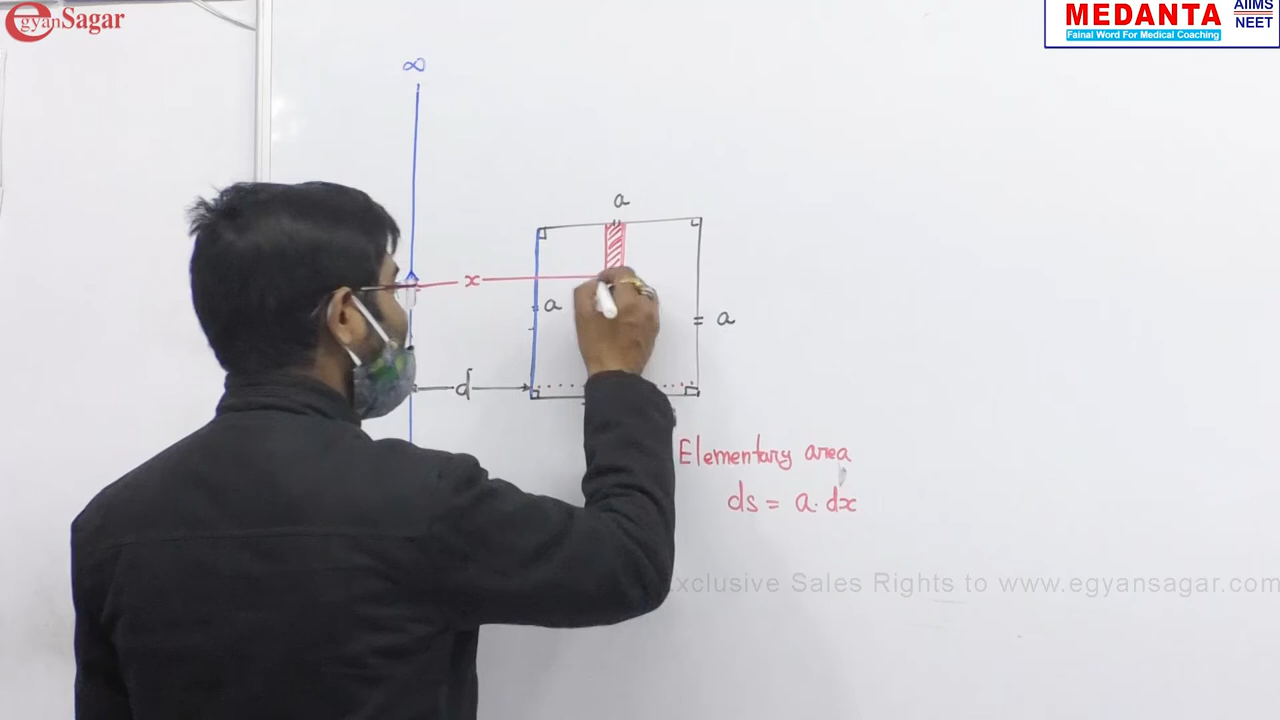 egyanSagar
MEDANTA
Fainal Word For Medical Coaching
AIIMS
NEET
∞
a
x
a
a
d
Elementary area
ds = a. dx
Exclusive Sales Rights to www.egyansagar.com